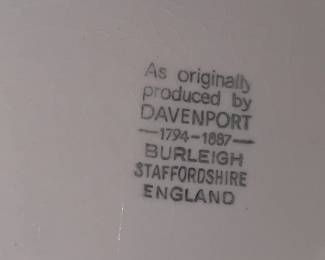 As originally
produced by
DAVENPORT
—1794-1887—
BURLEIGH
STAFFORDSHIRE
ENGLAND